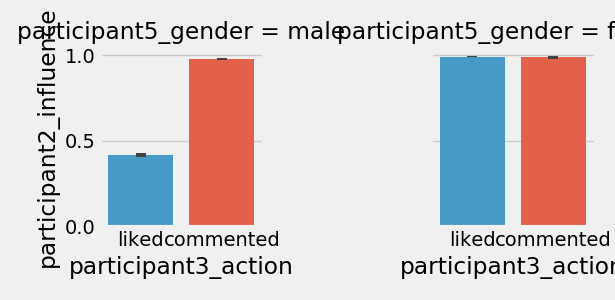 participant5_gender = male
participant5_gender = f
participant2_influence
1.0
0.5
0.0
liked commented
liked commented
participant3_action
participant3_action